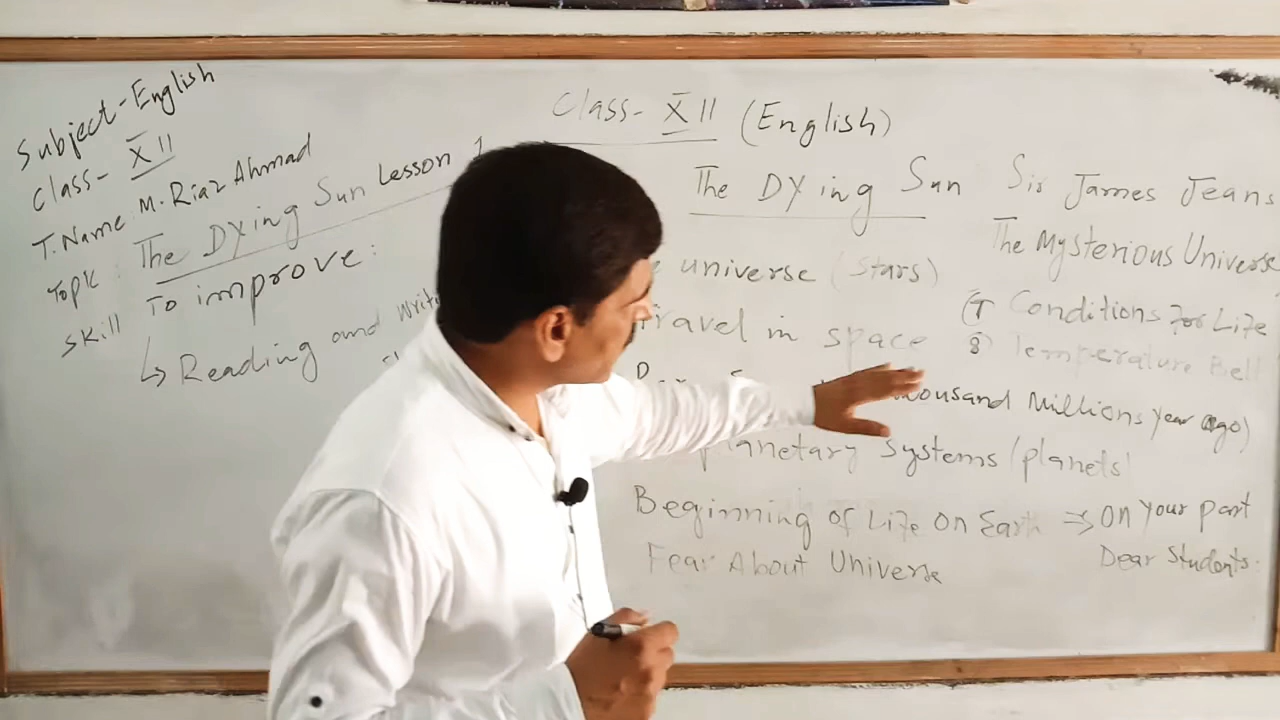 Subject-English
Class- XII
T.Name M. Riaz Ahmad
Topic : The Dying Sun Lesson 1
Skill To improve:
↳ Reading and
Class- XII (English)
The Dying Sun Sir James Jeans
The Mysterious Universe
universe (stars)
travel in space
(7 Conditions For Life
8) Temperature Belt
Millions year ago)
planetary systems (planets)
Beginning of Life on Earth ⇒ on your part
Dear Students.
Fear About Universe